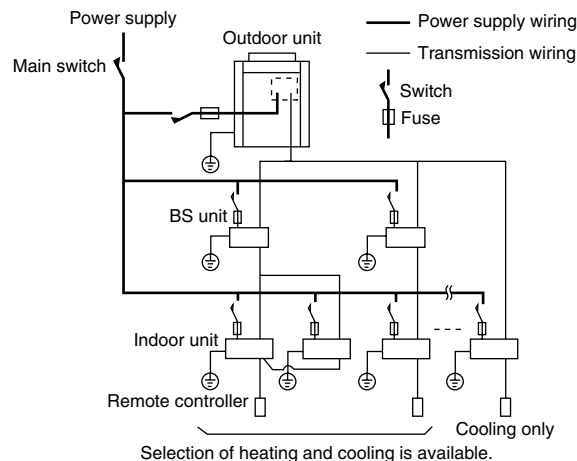 Power supply
Outdoor unit
Power supply wiring
Transmission wiring
Main switch
Switch
Fuse
BS unit
Indoor unit
Remote controller
Cooling only
Selection of heating and cooling is available.